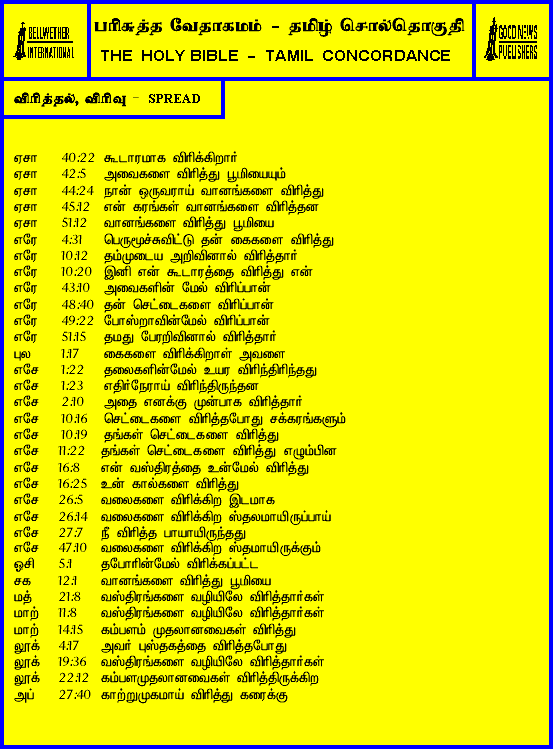 BELLWETHER
INTERNATIONAL
பரிசுத்த வேதாகமம் - தமிழ் சொல்தொகுதி
THE HOLY BIBLE - TAMIL CONCORDANCE
GOOD NEWS
PUBLISHERS
விரித்தல், விரிவு - SPREAD
ஏசா 40:22 கூடாரமாக விரிக்கிறார்
ஏசா 42:5 அவைகளை விரித்து பூமியையும்
ஏசா 44:24 நான் ஒருவராய் வானங்களை விரித்து
ஏசா 45:12 என் கரங்கள் வானங்களை விரித்தன
ஏசா 51:12 வானங்களை விரித்து பூமியை
எரே 4:31 பெருமூச்சுவிட்டு தன் கைகளை விரித்து
எரே 10:12 தம்முடைய அறிவினால் விரித்தார்
எரே 10:20 இனி என் கூடாரத்தை விரித்து என்
எரே 43:10 அவைகளின் மேல் விரிப்பான்
எரே 48:40 தன் செட்டைகளை விரிப்பான்
எரே 49:22 போஸ்றாவின்மேல் விரிப்பான்
எரே 51:15 தமது பேரறிவினால் விரித்தார்
புல 1:17 கைகளை விரிக்கிறாள் அவளை
எசே 1:22 தலைகளின்மேல் உயர விரிந்திரிந்தது
எசே 1:23 எதிர்நேராய் விரிந்திருந்தன
எசே 2:10 அதை எனக்கு முன்பாக விரித்தார்
எசே 10:16 செட்டைகளை விரித்தபோது சக்கரங்களும்
எசே 10:19 தங்கள் செட்டைகளை விரித்து
எசே 11:22 தங்கள் செட்டைகளை விரித்து எழும்பின
எசே 16:8 என் வஸ்திரத்தை உன்மேல் விரித்து
எசே 16:25 உன் கால்களை விரித்து
எசே 26:5 வலைகளை விரிக்கிற இடமாக
எசே 26:14 வலைகளை விரிக்கிற ஸ்தலமாயிருப்பாய்
எசே 27:7 நீ விரித்த பாயாயிருந்தது
எசே 47:10 வலைகளை விரிக்கிற ஸ்தமாயிருக்கும்
ஓசி 5:1 தபோரின்மேல் விரிக்கப்பட்ட
சக 12:1 வானங்களை விரித்து பூமியை
மத் 21:8 வஸ்திரங்களை வழியிலே விரித்தார்கள்
மாற் 11:8 வஸ்திரங்களை வழியிலே விரித்தார்கள்
மாற் 14:15 கம்பளம் முதலானவைகள் விரித்து
லூக் 4:17 அவர் புஸ்தகத்தை விரித்தபோது
லூக் 19:36 வஸ்திரங்களை வழியிலே விரித்தார்கள்
லூக் 22:12 கம்பளமுதலானவைகள் விரித்திருக்கிற
அப் 27:40 காற்றுமுகமாய் விரித்து கரைக்கு